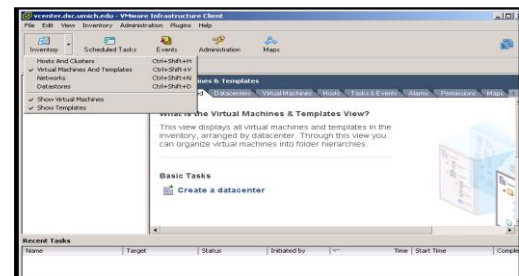 vcenter.dsc.umich.edu - VMware Infrastructure Client
File Edit View Inventory Administration Plugins Help
Inventory Scheduled Tasks Events Administration Maps
Hosts And Clusters Ctrl+Shift+H
Virtual Machines And Templates Ctrl+Shift+V
Networks Ctrl+Shift+N
Datastores Ctrl+Shift+D
Show Virtual Machines
Show Templates
nes & Templates
Datacenters Virtual Machines Hosts Tasks & Events Alarms Permissions Maps
What is the Virtual Machines & Templates View?
This view displays all virtual machines and templates in the
inventory, arranged by datacenter. Through this view you
can organize virtual machines into folder hierarchies.
Basic Tasks
Create a datacenter
Recent Tasks
Name Target Status Initiated by Time Start Time Comple